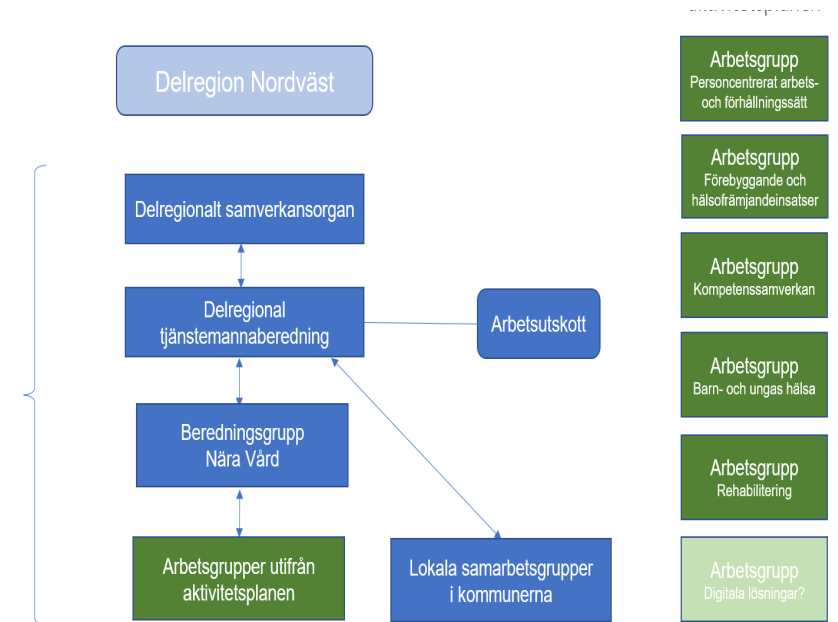 Delregion Nordväst
Delregionalt samverkansorgan
Delregional
tjänstemannaberedning
Arbetsutskott
Beredningsgrupp
Nära Vård
Arbetsgrupper utifrån
aktivitetsplanen
Lokala samarbetsgrupper
i kommunerna
Arbetsgrupp
Personcentrerat arbets-
och förhållningssätt
Arbetsgrupp
Förebyggande och
hälsofrämjandeinsatser
Arbetsgrupp
Kompetenssamverkan
Arbetsgrupp
Barn- och ungas hälsa
Arbetsgrupp
Rehabilitering
Arbetsgrupp
Digitala lösningar?